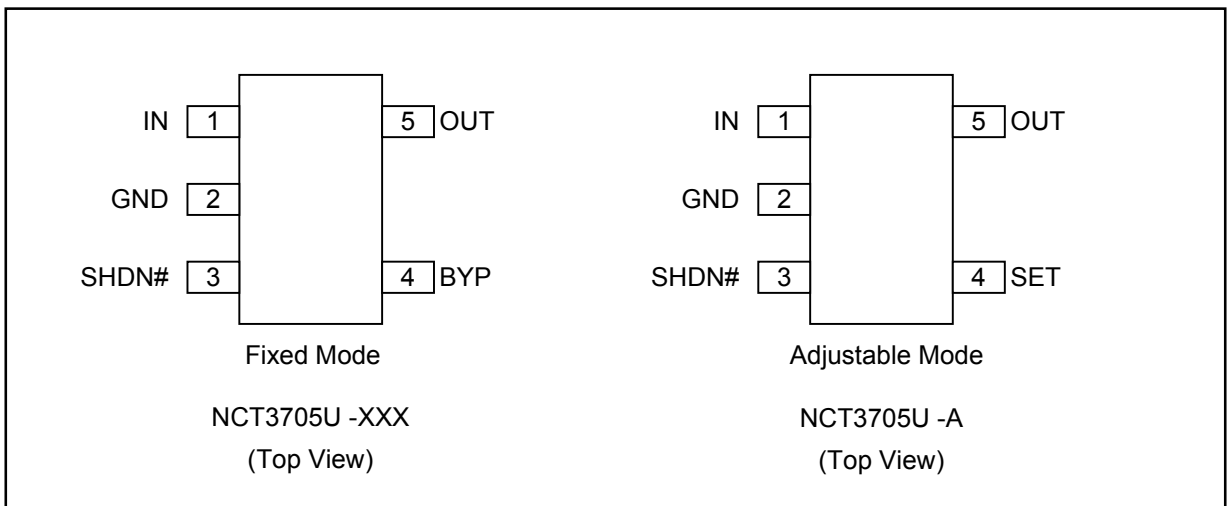 IN 1 5 OUT
GND 2
SHDN# 3 4 BYP
Fixed Mode
NCT3705U -XXX
(Top View)
IN 1 5 OUT
GND 2
SHDN# 3 4 SET
Adjustable Mode
NCT3705U -A
(Top View)